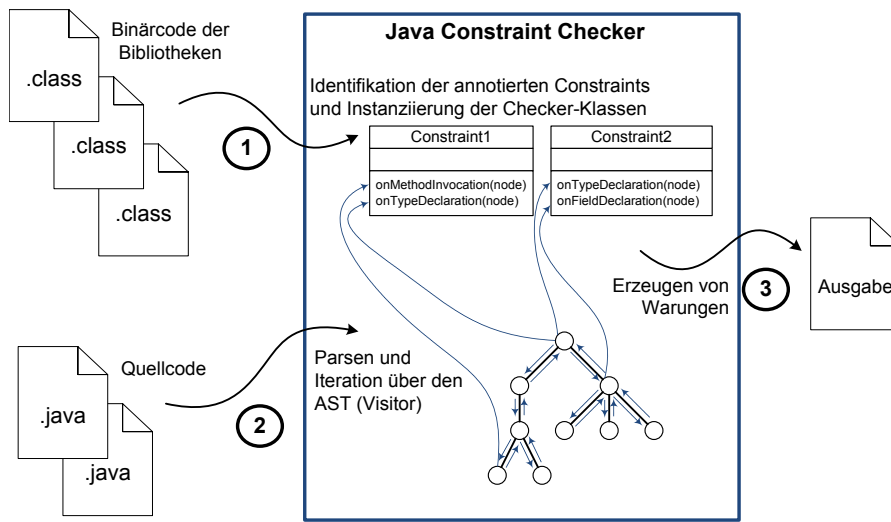 Binärcode der
Bibliotheken
.class
.class
.class
1
Java Constraint Checker
Identifikation der annotierten Constraints
und Instanziierung der Checker-Klassen
Constraint1
onMethodInvocation(node)
onTypeDeclaration(node)
Constraint2
onTypeDeclaration(node)
onFieldDeclaration(node)
Erzeugen von
Warungen
3
Ausgabe
Quellcode
.java
.java
2
Parsen und
Iteration über den
AST (Visitor)